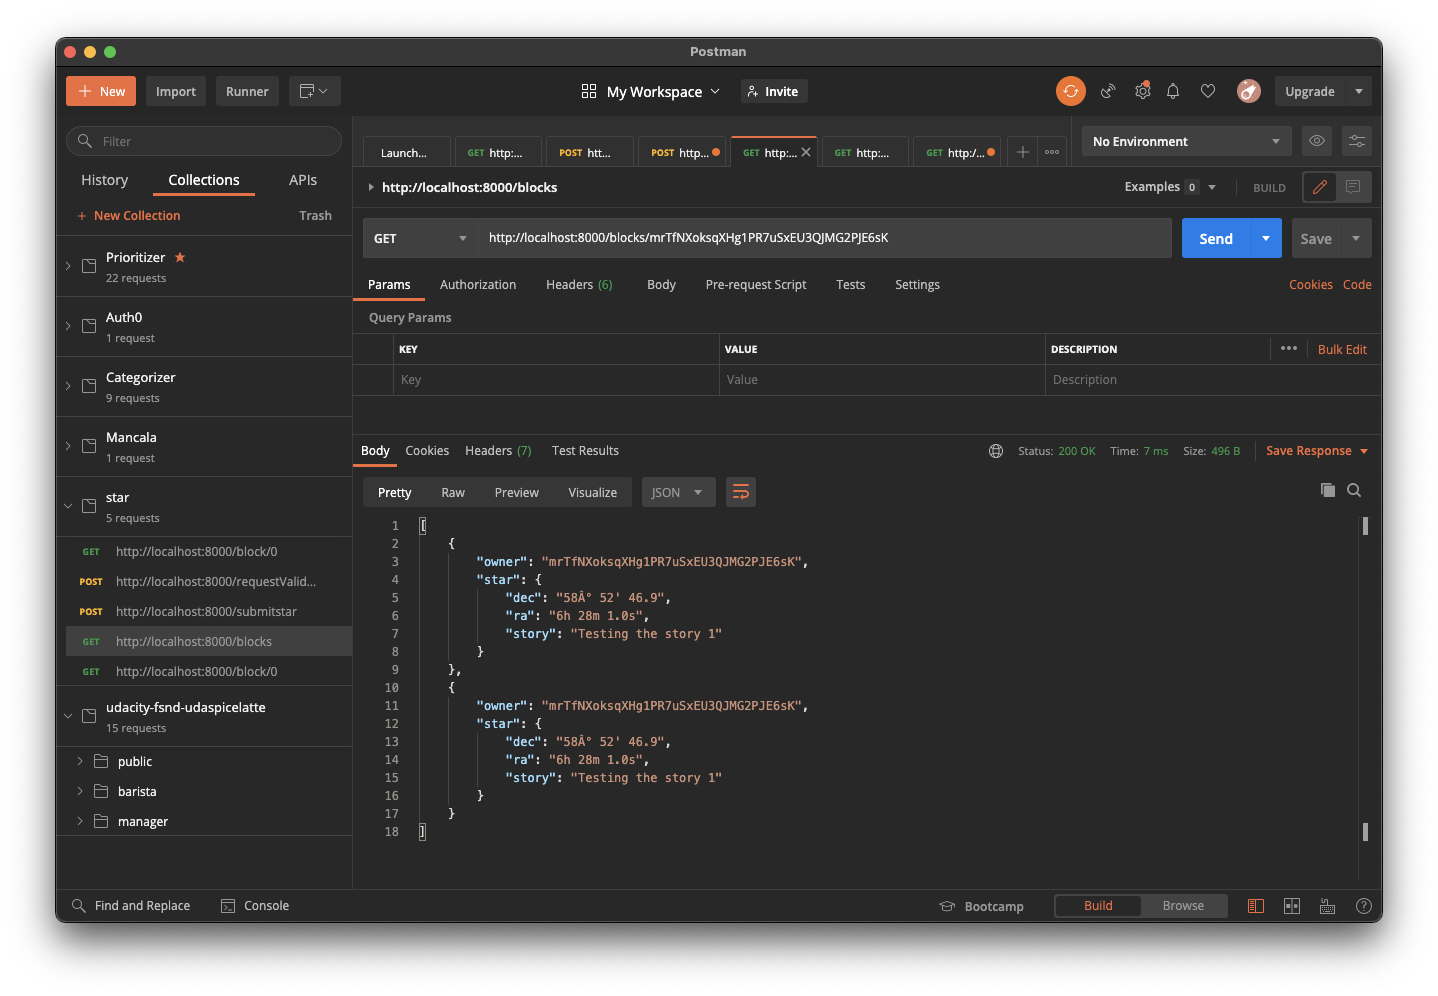 Postman
New
Import
Runner
My Workspace
Invite
Upgrade
Filter
History
Collections
APIs
New Collection
Trash
Prioritizer
22 requests
Auth0
1 request
Categorizer
9 requests
Mancala
1 request
star
5 requests
GET http://localhost:8000/block/0
POST http://localhost:8000/requestValid...
POST http://localhost:8000/submitstar
GET http://localhost:8000/blocks
GET http://localhost:8000/block/0
udacity-fsnd-udaspicelatte
15 requests
public
barista
manager
Launch...
GET http:...
POST htt...
POST http...
GET http:...
GET http:...
GET http:/...
No Environment
http://localhost:8000/blocks
Examples 0
BUILD
GET
http://localhost:8000/blocks/mrTfNXoksqXHg1PR7uSxEU3QJMG2PJE6sK
Send
Save
Params
Authorization
Headers (6)
Body
Pre-request Script
Tests
Settings
Cookies
Code
Query Params
KEY
VALUE
DESCRIPTION
Bulk Edit
Key
Value
Description
Body
Cookies
Headers (7)
Test Results
Status: 200 OK
Time: 7 ms
Size: 496 B
Save Response
Pretty
Raw
Preview
Visualize
JSON
1 [
2 {
3 "owner": "mrTfNXoksqXHg1PR7uSxEU3QJMG2PJE6sK",
4 "star": {
5 "dec": "58Â° 52' 46.9",
6 "ra": "6h 28m 1.0s",
7 "story": "Testing the story 1"
8 }
9 },
10 {
11 "owner": "mrTfNXoksqXHg1PR7uSxEU3QJMG2PJE6sK",
12 "star": {
13 "dec": "58Â° 52' 46.9",
14 "ra": "6h 28m 1.0s",
15 "story": "Testing the story 1"
16 }
17 }
18 ]
Find and Replace
Console
Bootcamp
Build
Browse